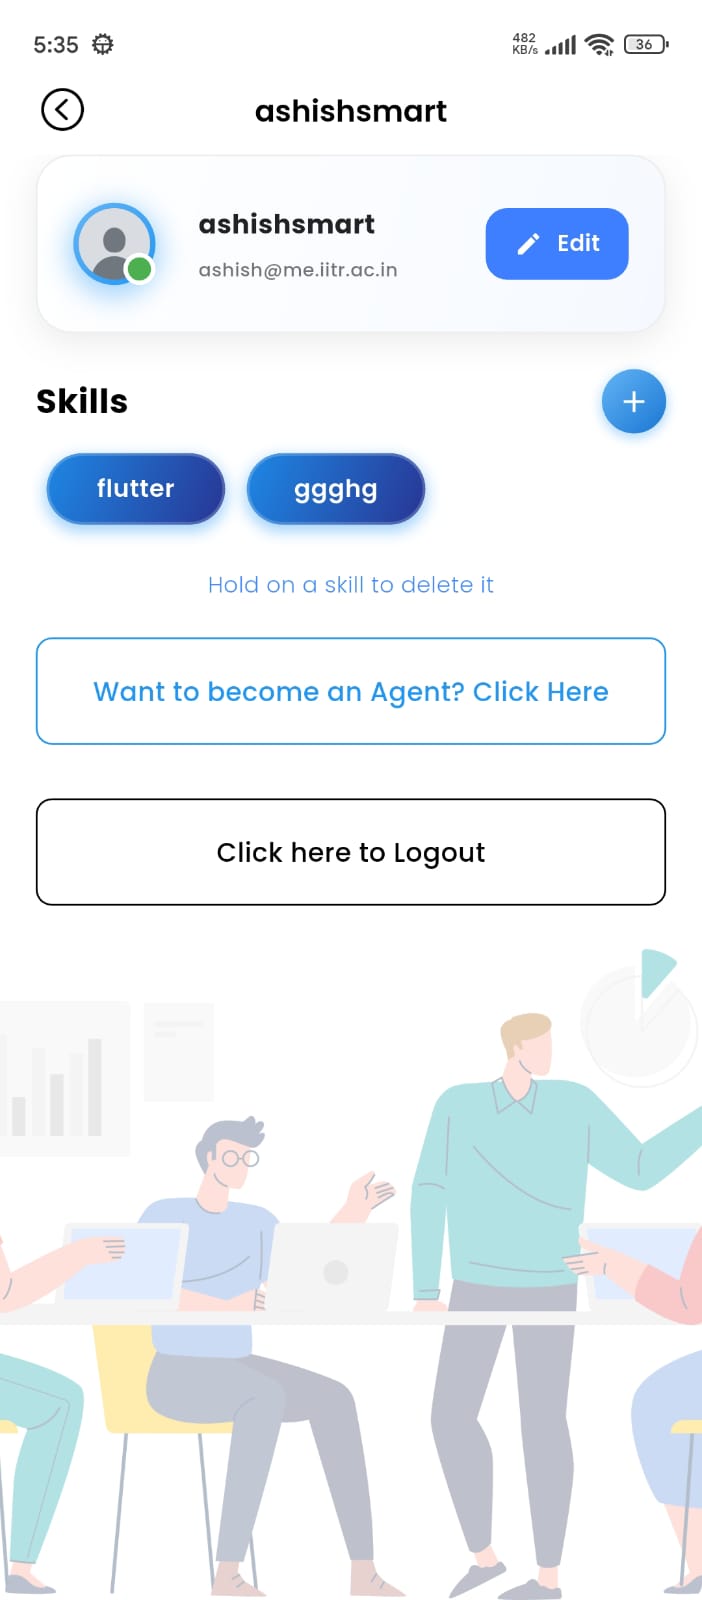 5:35
482
KB/s
36
ashishsmart
ashishsmart
ashish@me.iitr.ac.in
Edit
Skills
flutter
ggghg
Hold on a skill to delete it
Want to become an Agent? Click Here
Click here to Logout